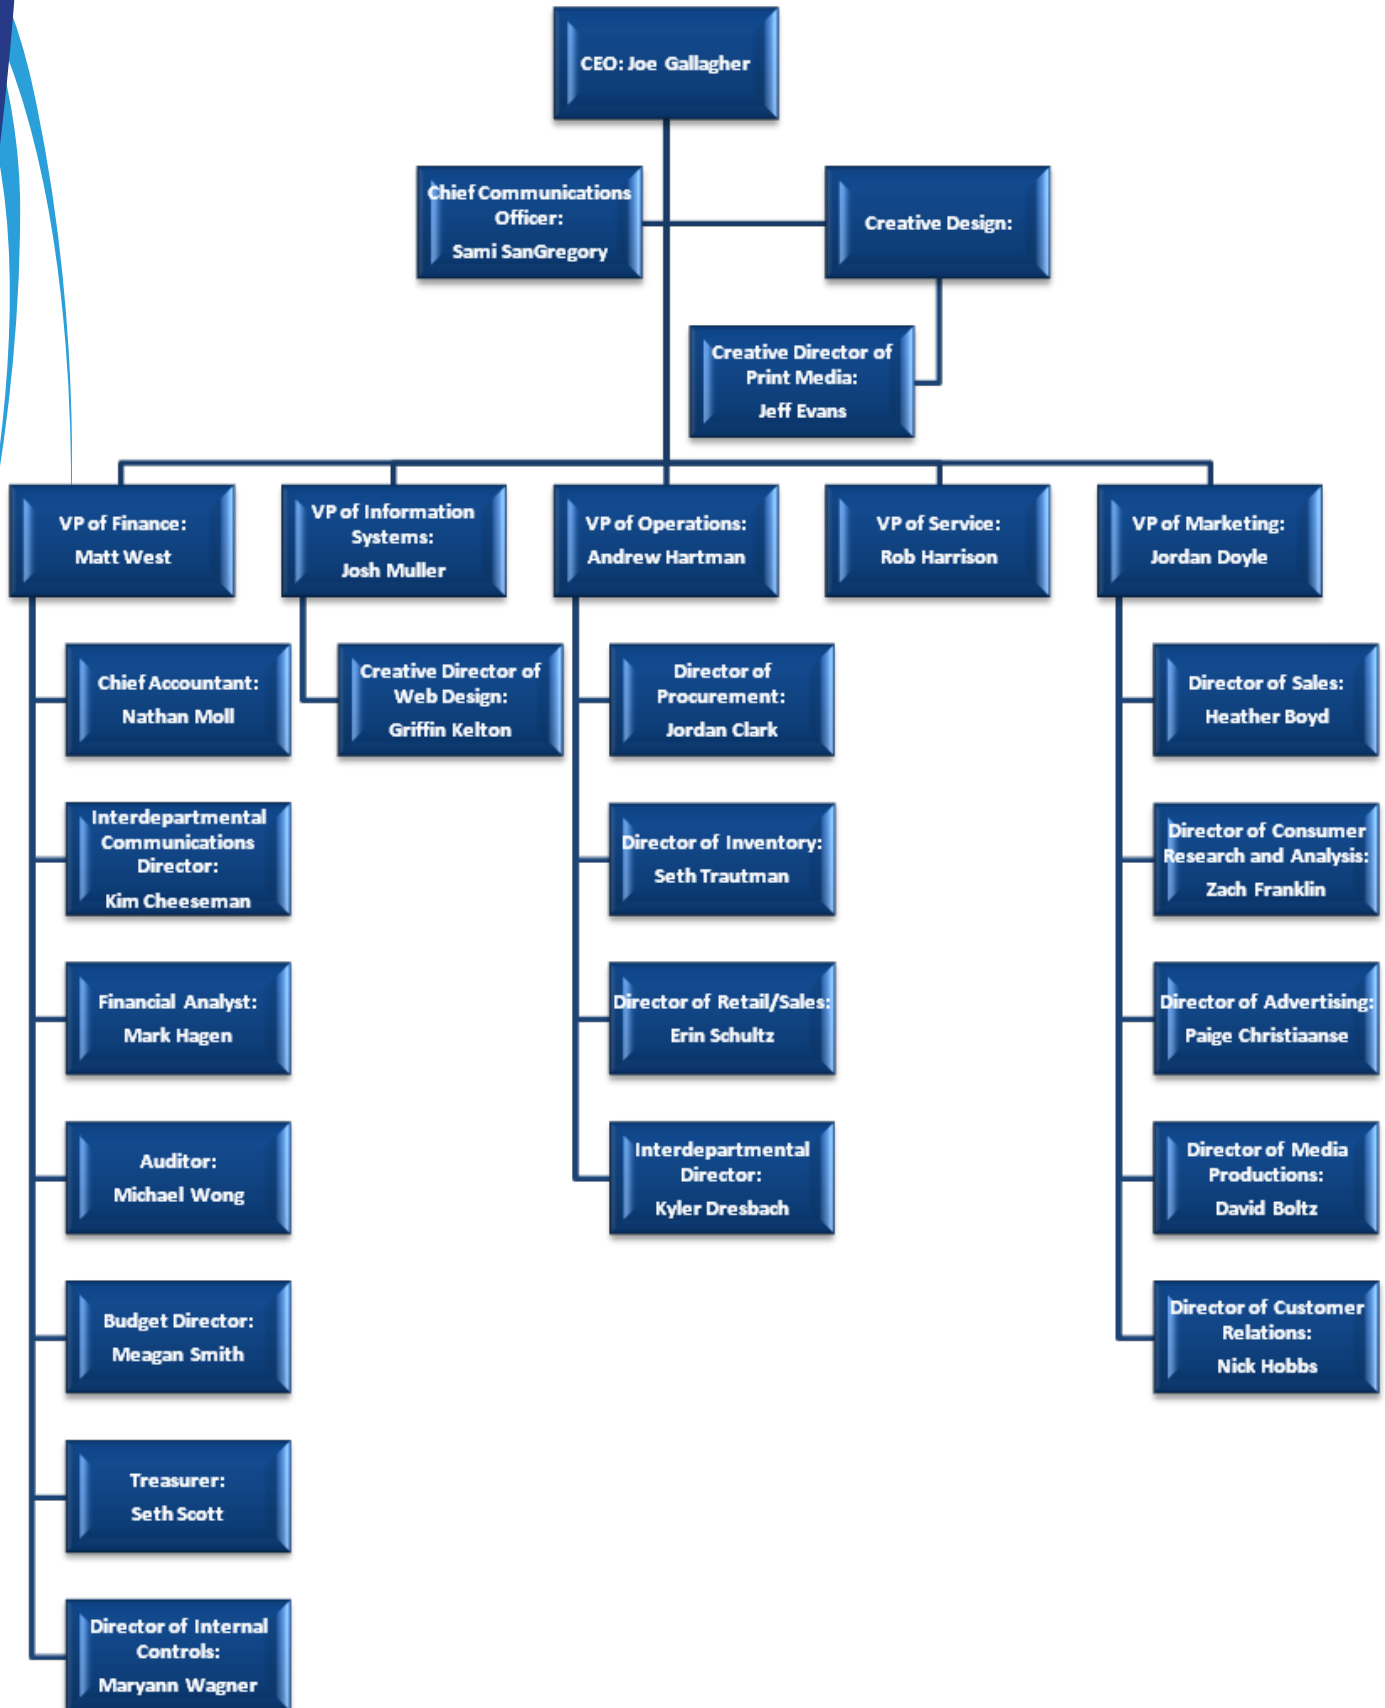 CEO: Joe Gallagher
Chief Communications
Officer:
Sami SanGregory
Creative Design:
Creative Director of
Print Media:
Jeff Evans
VP of Finance:
Matt West
VP of Information
Systems:
Josh Muller
VP of Operations:
Andrew Hartman
VP of Service:
Rob Harrison
VP of Marketing:
Jordan Doyle
Chief Accountant:
Nathan Moll
Interdepartmental
Communications
Director:
Kim Cheeseman
Financial Analyst:
Mark Hagen
Auditor:
Michael Wong
Budget Director:
Meagan Smith
Treasurer:
Seth Scott
Director of Internal
Controls:
Maryann Wagner
Creative Director of
Web Design:
Griffin Kelton
Director of
Procurement:
Jordan Clark
Director of Inventory:
Seth Trautman
Director of Retail/Sales:
Erin Schultz
Interdepartmental
Director:
Kyler Dresbach
Director of Sales:
Heather Boyd
Director of Consumer
Research and Analysis:
Zach Franklin
Director of Advertising:
Paige Christiaanse
Director of Media
Productions:
David Boltz
Director of Customer
Relations:
Nick Hobbs